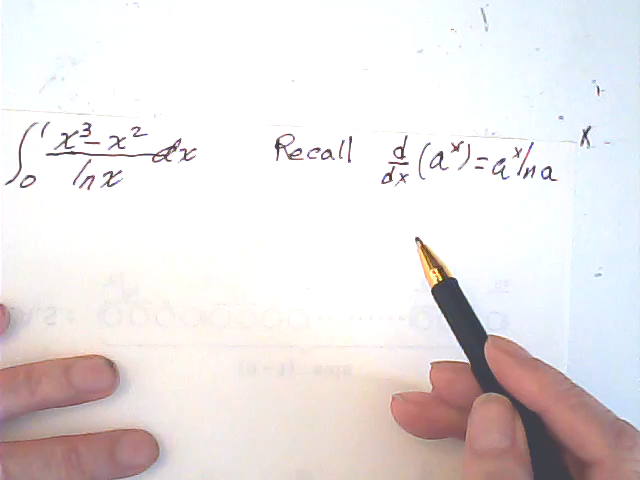 ∫₀¹ (x³ − x²)/(ln x) dx Recall d/dx (aˣ) = aˣ ln a
x